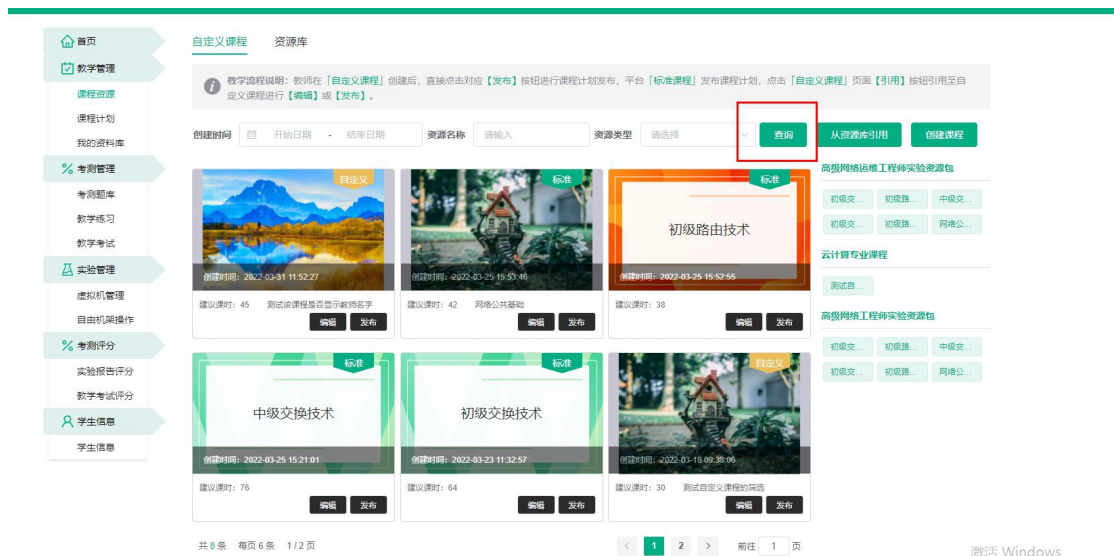 首页
教学管理
课程资源
课程计划
我的资料库
考测管理
考测题库
教学练习
教学考试
实验管理
虚拟机管理
自由机架操作
考测评分
实验报告评分
教学考试评分
学生信息
学生信息
自定义课程 资源库
教学流程说明：教师在「自定义课程」创建后，直接点击对应【发布】按钮进行课程计划发布，平台「标准课程」发布课程计划，点击「自定义课程」页面【引用】按钮引用至自
定义课程进行【编辑】或【发布】。
创建时间 开始日期 - 结束日期 资源名称 请输入 资源类型 请选择 查询 从资源库引用 创建课程
自定义
创建时间：2022-03-31 11:52:27
建议课时：45 测试该课程是否显示教师名字
编辑 发布
标准
创建时间：2022-03-25 15:53:46
建议课时：42 网络公共基础
编辑 发布
标准
初级路由技术
创建时间：2022-03-25 15:52:55
建议课时：38
编辑 发布
标准
中级交换技术
创建时间：2022-03-25 15:21:01
建议课时：76
编辑 发布
标准
初级交换技术
创建时间：2022-03-23 11:32:57
建议课时：64
编辑 发布
自定义
创建时间：2022-03-18 09:38:06
建议课时：30 测试自定义课程的筛选
编辑 发布
共8条 每页6条 1/2页
< 1 2 > 前往 1 页
高级网络运维工程师实验资源包
初级交... 初级路... 中级交...
初级交... 初级路... 网络公...
云计算专业课程
测试自...
高级网络工程师实验资源包
初级交... 初级路... 中级交...
初级交... 初级路... 网络公...
激活 Windows